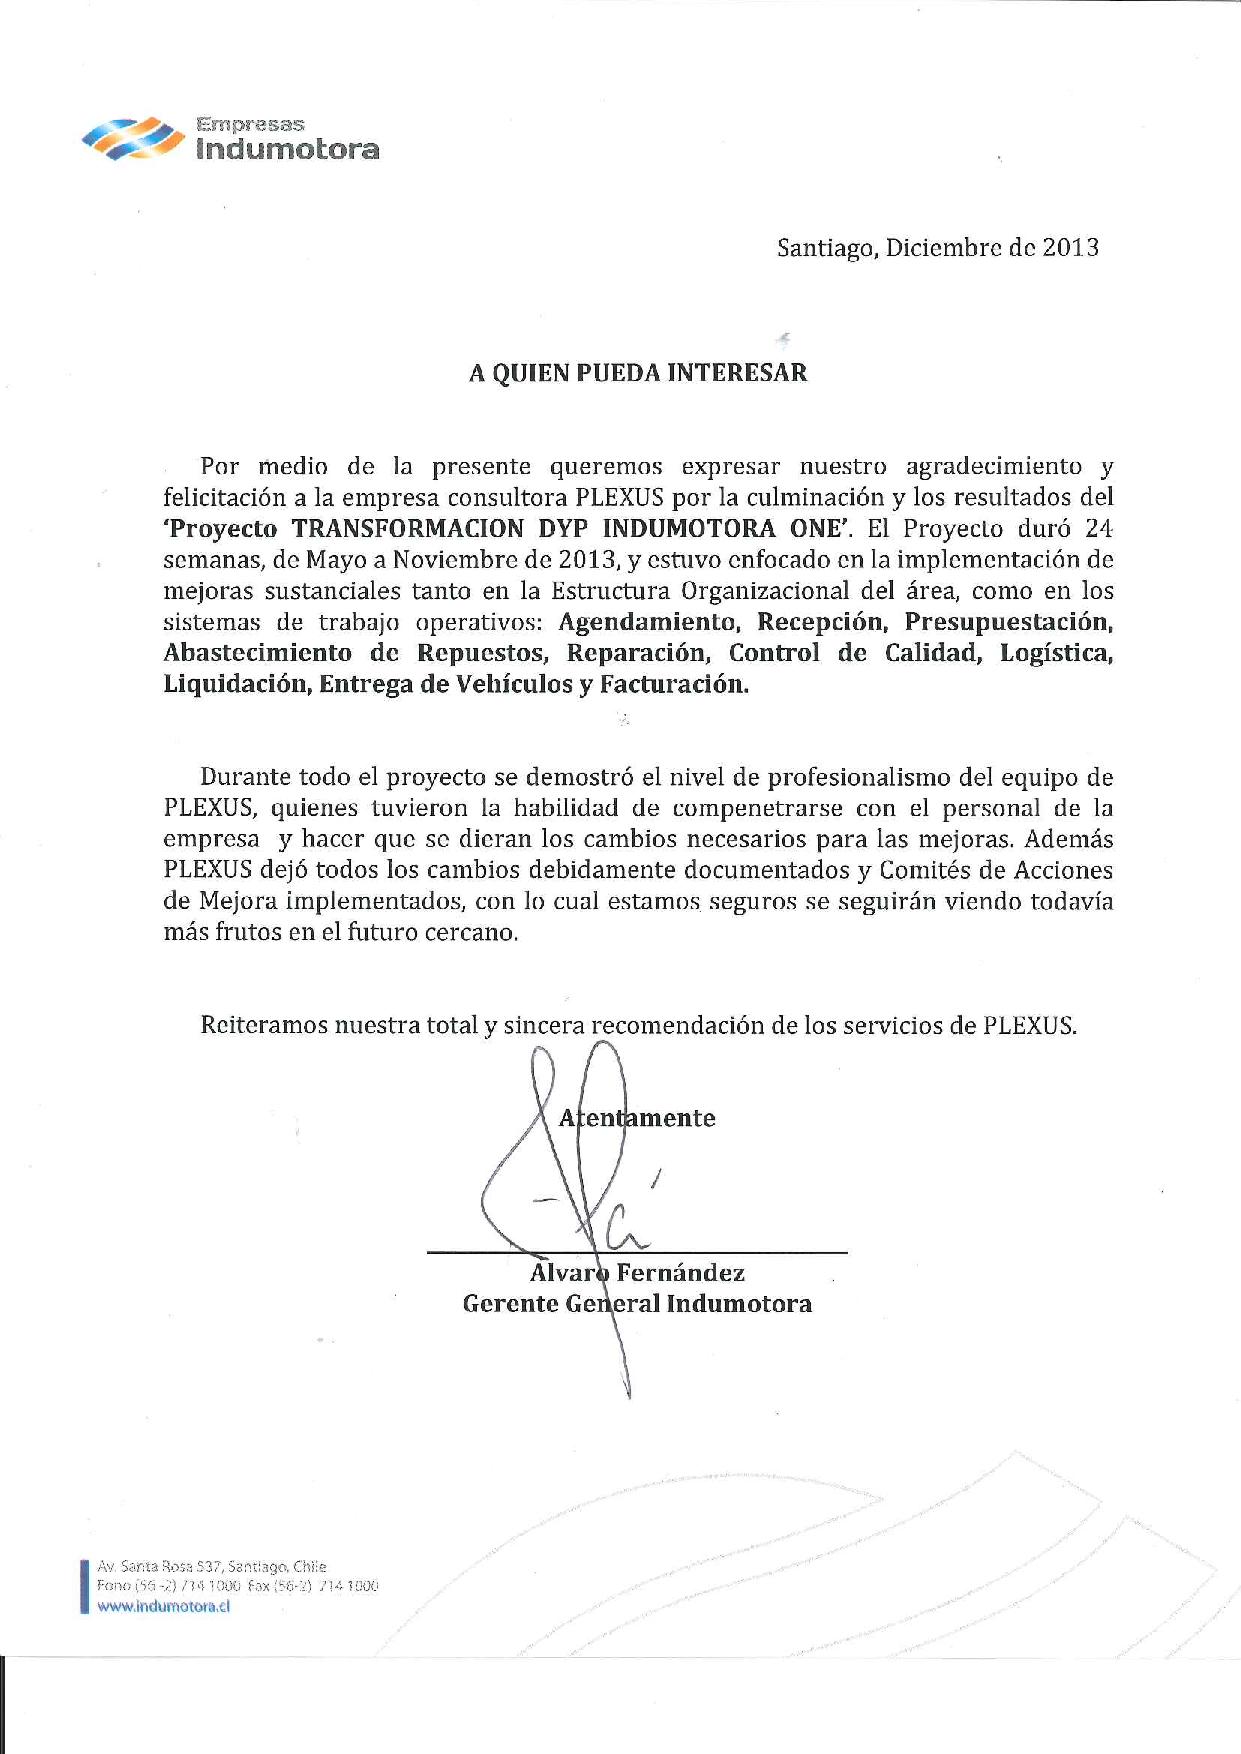 Empresas
Indumotora
Santiago, Diciembre de 2013
A QUIEN PUEDA INTERESAR
Por medio de la presente queremos expresar nuestro agradecimiento y
felicitación a la empresa consultora PLEXUS por la culminación y los resultados del
‘Proyecto TRANSFORMACION DYP INDUMOTORA ONE’. El Proyecto duró 24
semanas, de Mayo a Noviembre de 2013, y estuvo enfocado en la implementación de
mejoras sustanciales tanto en la Estructura Organizacional del área, como en los
sistemas de trabajo operativos: Agendamiento, Recepción, Presupuestación,
Abastecimiento de Repuestos, Reparación, Control de Calidad, Logística,
Liquidación, Entrega de Vehículos y Facturación.
Durante todo el proyecto se demostró el nivel de profesionalismo del equipo de
PLEXUS, quienes tuvieron la habilidad de compenetrarse con el personal de la
empresa y hacer que se dieran los cambios necesarios para las mejoras. Además
PLEXUS dejó todos los cambios debidamente documentados y Comités de Acciones
de Mejora implementados, con lo cual estamos seguros se seguirán viendo todavía
más frutos en el futuro cercano.
Reiteramos nuestra total y sincera recomendación de los servicios de PLEXUS.
Atentamente
Alvaro Fernández
Gerente General Indumotora
Av. Santa Rosa 537, Santiago, Chile
Fono (56-2) 714 1000 Fax (56-2) 714 1000
www.indumotora.cl